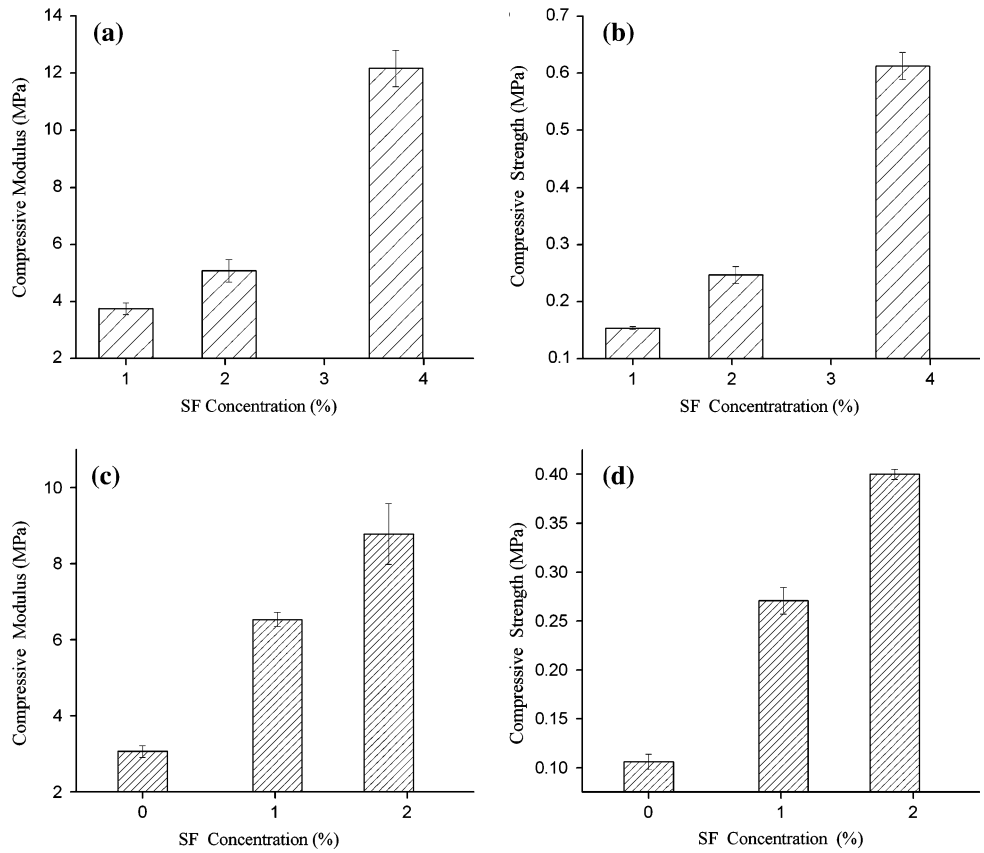 (a)
Compressive Modulus (MPa)
14
12
10
8
6
4
2
1 2 3 4
SF Concentration (%)
(b)
Compressive Strength (MPa)
0.7
0.6
0.5
0.4
0.3
0.2
0.1
1 2 3 4
SF Concentratration (%)
(c)
Compressive Modulus (MPa)
10
8
6
4
2
0 1 2
SF Concentration (%)
(d)
Compressive Strength (MPa)
0.40
0.35
0.30
0.25
0.20
0.15
0.10
0 1 2
SF Concentration (%)